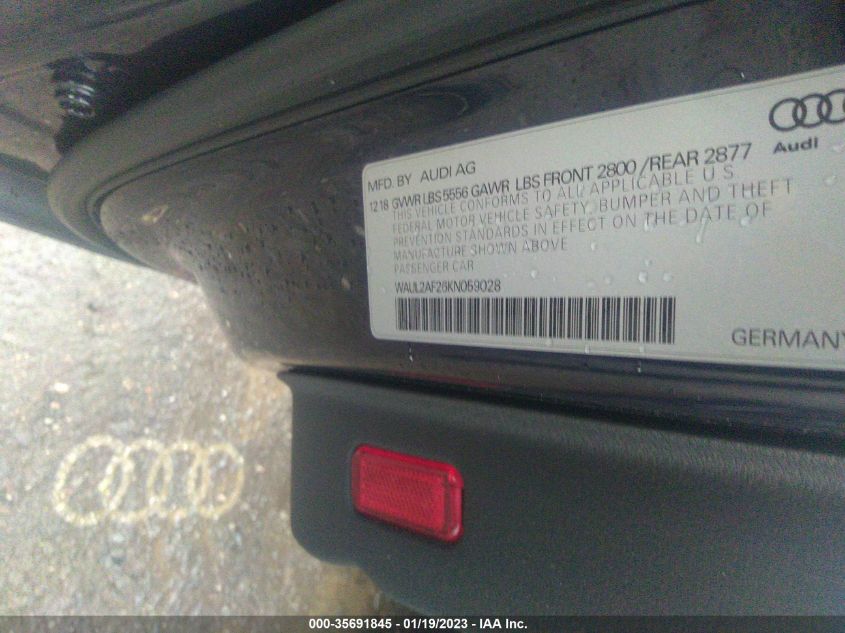 Audi
MFD. BY AUDI AG
12 18 GVWR LBS 5556 GAWR LBS FRONT 2800 / REAR 2877
THIS VEHICLE CONFORMS TO ALL APPLICABLE U S
FEDERAL MOTOR VEHICLE SAFETY, BUMPER AND THEFT
PREVENTION STANDARDS IN EFFECT ON THE DATE OF
MANUFACTURE SHOWN ABOVE
PASSENGER CAR
WAUL2AF26KN059028
GERMANY
000-35691845 - 01/19/2023 - IAA Inc.